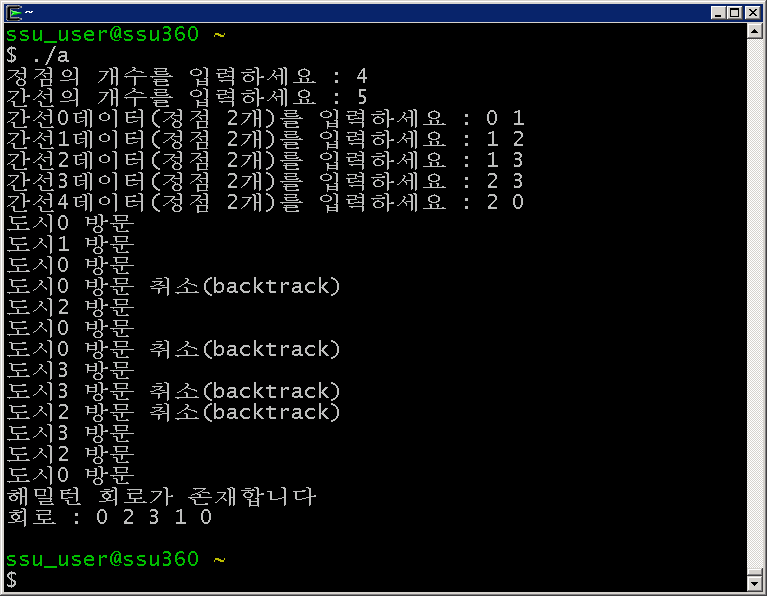 ~
ssu_user@ssu360 ~
$ ./a
정점의 개수를 입력하세요 : 4
간선의 개수를 입력하세요 : 5
간선0데이터(정점 2개)를 입력하세요 : 0 1
간선1데이터(정점 2개)를 입력하세요 : 1 2
간선2데이터(정점 2개)를 입력하세요 : 1 3
간선3데이터(정점 2개)를 입력하세요 : 2 3
간선4데이터(정점 2개)를 입력하세요 : 2 0
도시0 방문
도시1 방문
도시0 방문
도시0 방문 취소(backtrack)
도시2 방문
도시0 방문
도시0 방문 취소(backtrack)
도시3 방문
도시3 방문 취소(backtrack)
도시2 방문 취소(backtrack)
도시3 방문
도시2 방문
도시0 방문
해밀턴 회로가 존재합니다
회로 : 0 2 3 1 0
ssu_user@ssu360 ~
$